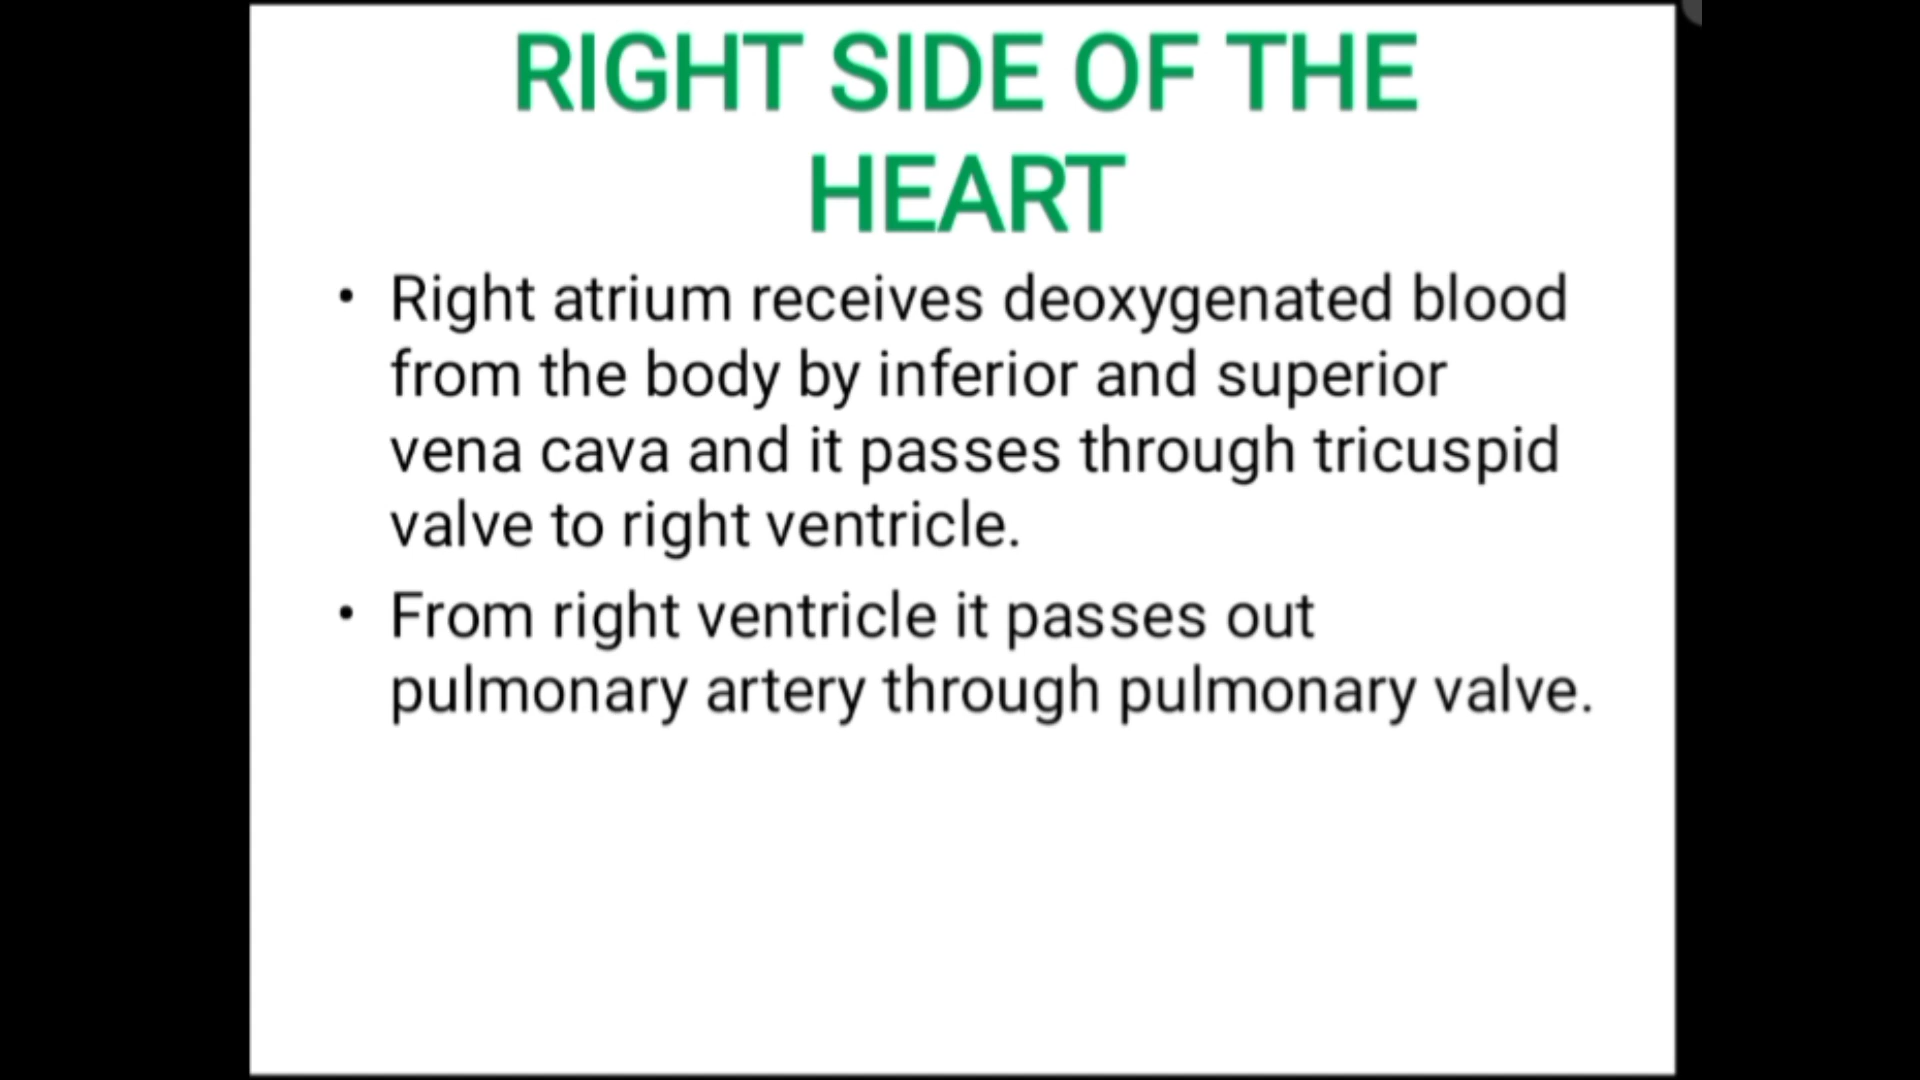 RIGHT SIDE OF THE
HEART
• Right atrium receives deoxygenated blood
from the body by inferior and superior
vena cava and it passes through tricuspid
valve to right ventricle.
• From right ventricle it passes out
pulmonary artery through pulmonary valve.